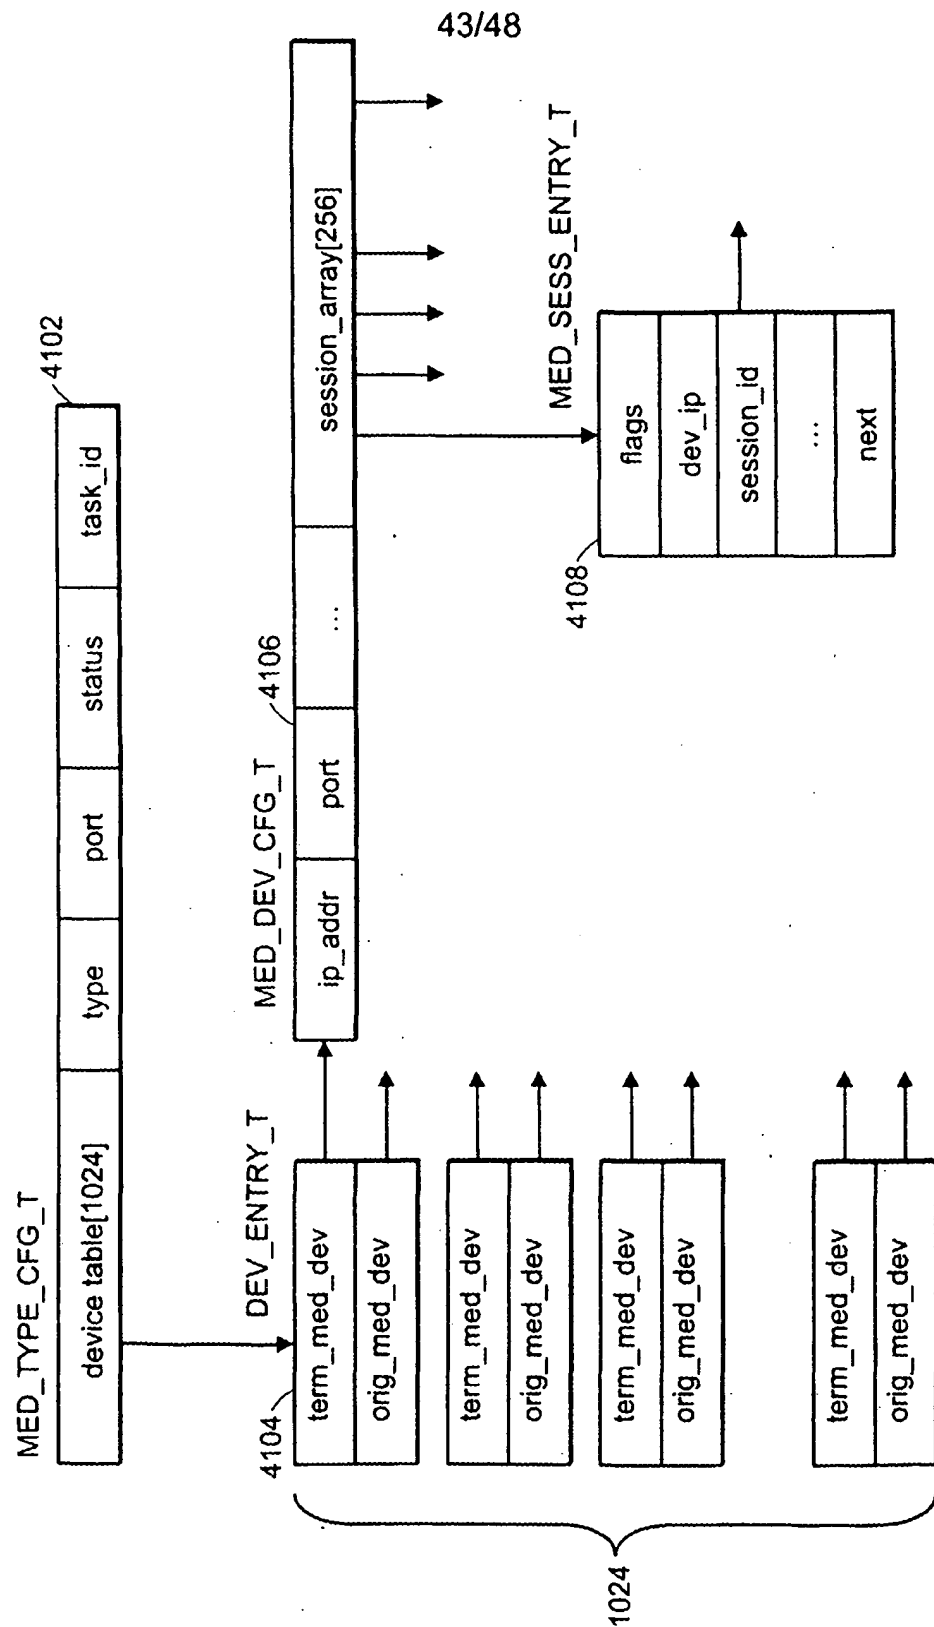 43/48
MED_TYPE_CFG_T
4102
device table[1024]
type
port
status
task_id
DEV_ENTRY_T
4104
term_med_dev
orig_med_dev
term_med_dev
orig_med_dev
term_med_dev
orig_med_dev
term_med_dev
orig_med_dev
1024
MED_DEV_CFG_T
4106
ip_addr
port
...
session_array[256]
MED_SESS_ENTRY_T
4108
flags
dev_ip
session_id
...
next